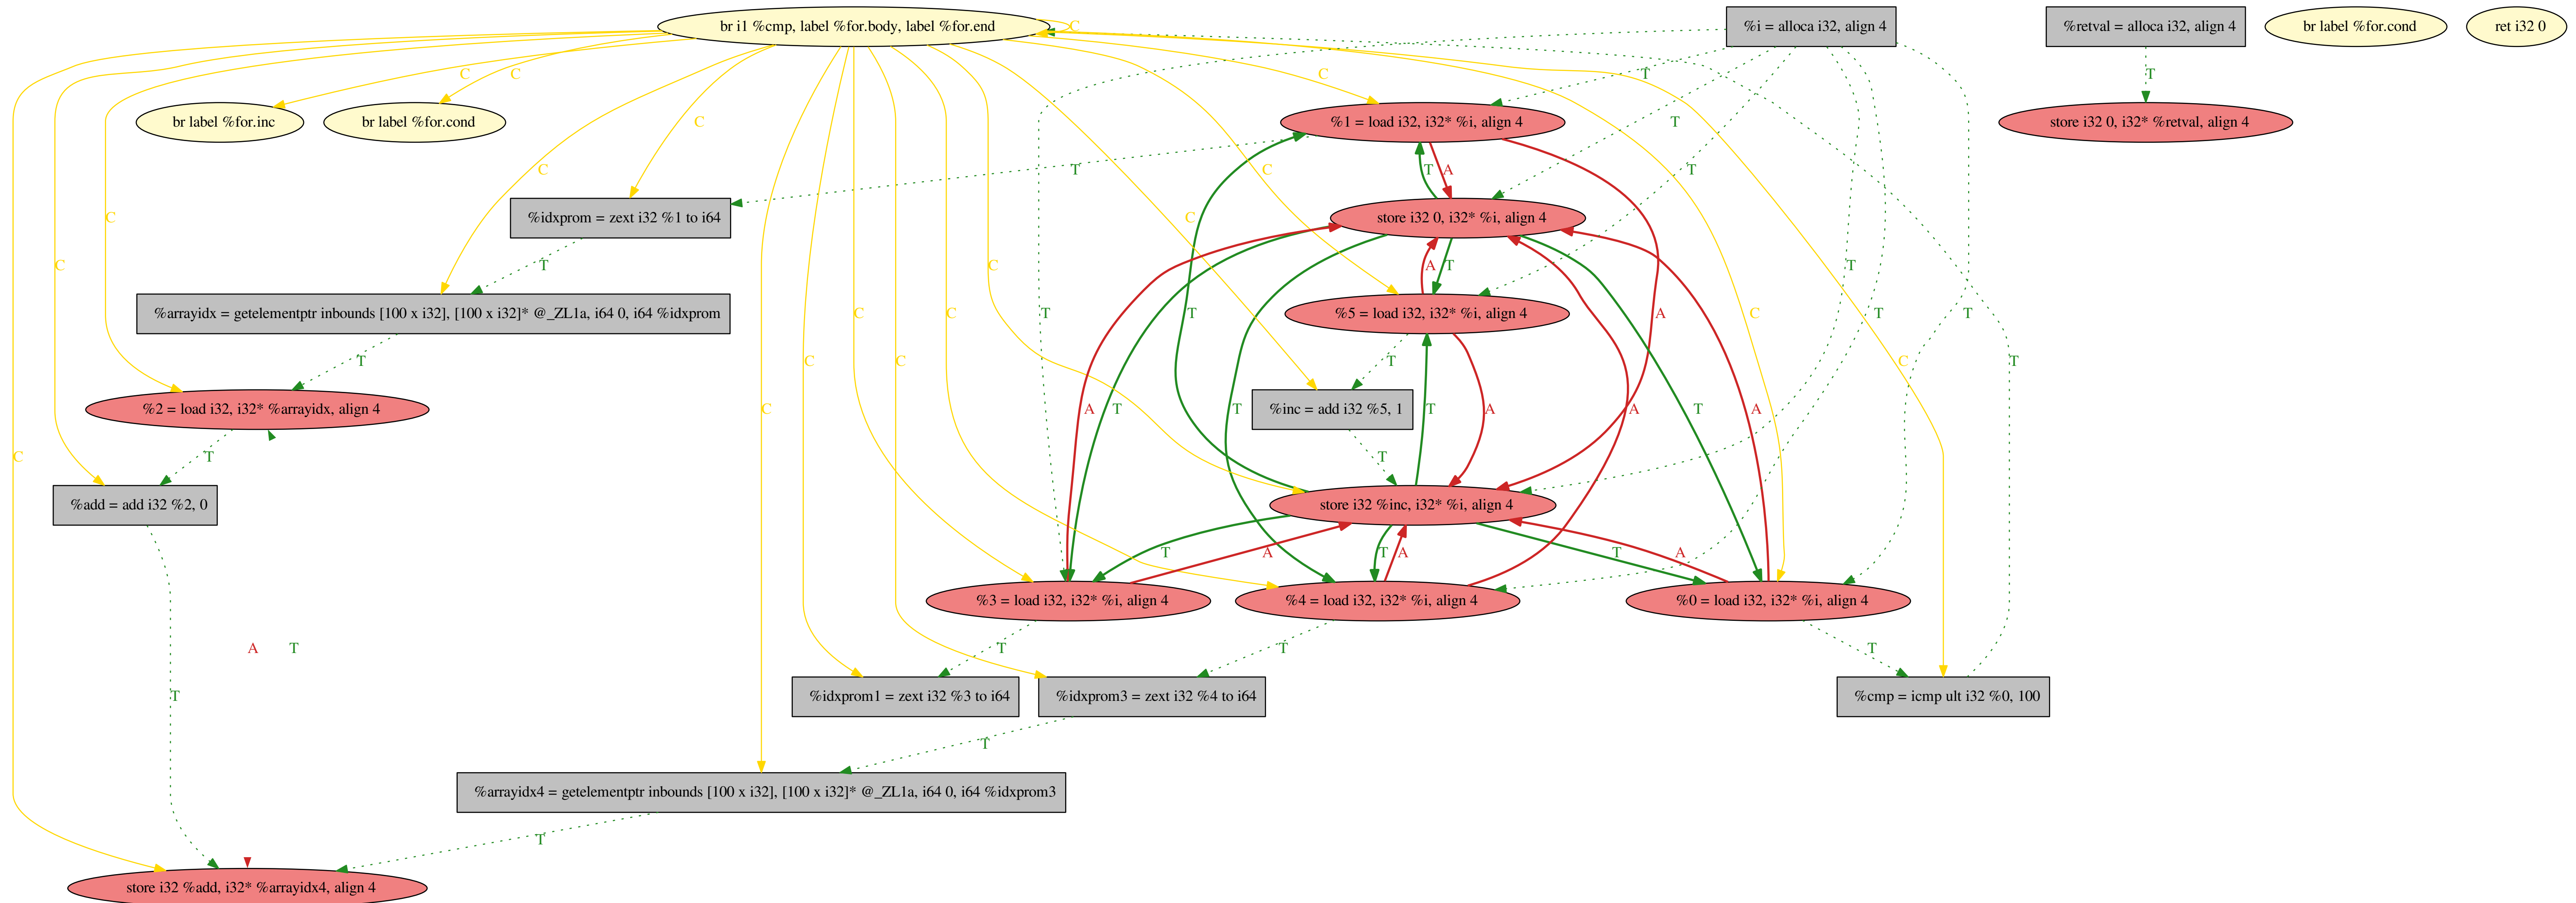 br i1 %cmp, label %for.body, label %for.end
%i = alloca i32, align 4
%retval = alloca i32, align 4
br label %for.cond
ret i32 0
C
C
C
C
T
T
br label %for.inc
br label %for.cond
%1 = load i32, i32* %i, align 4
store i32 0, i32* %retval, align 4
C
T
C
T
C
T
A
T
C
%idxprom = zext i32 %1 to i64
store i32 0, i32* %i, align 4
C
C
T
C
A
T
T
%arrayidx = getelementptr inbounds [100 x i32], [100 x i32]* @_ZL1a, i64 0, i64 %idxprom
%5 = load i32, i32* %i, align 4
C
C
T
T
A
C
T
T
T
C
C
C
T
%2 = load i32, i32* %arrayidx, align 4
%inc = add i32 %5, 1
C
A
T
T
T
A
A
T
A
C
T
T
%add = add i32 %2, 0
store i32 %inc, i32* %i, align 4
T
A
T
A
T
A
%3 = load i32, i32* %i, align 4
%4 = load i32, i32* %i, align 4
%0 = load i32, i32* %i, align 4
A
T
T
T
T
T
%idxprom1 = zext i32 %3 to i64
%idxprom3 = zext i32 %4 to i64
%cmp = icmp ult i32 %0, 100
T
%arrayidx4 = getelementptr inbounds [100 x i32], [100 x i32]* @_ZL1a, i64 0, i64 %idxprom3
T
store i32 %add, i32* %arrayidx4, align 4